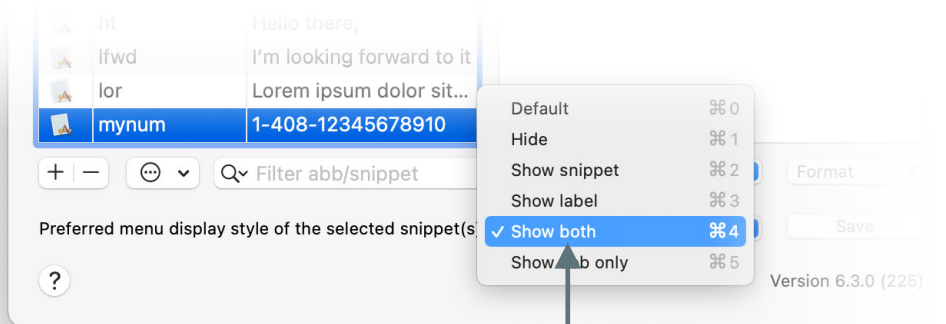 ht Hello there,
lfwd I'm looking forward to it
lor Lorem ipsum dolor sit...
mynum 1-408-12345678910
Default ⌘0
Hide ⌘1
Show snippet ⌘2
Show label ⌘3
Show both ⌘4
Show b only ⌘5
Filter abb/snippet
Format
Preferred menu display style of the selected snippet(s
Save
?
Version 6.3.0 (225)